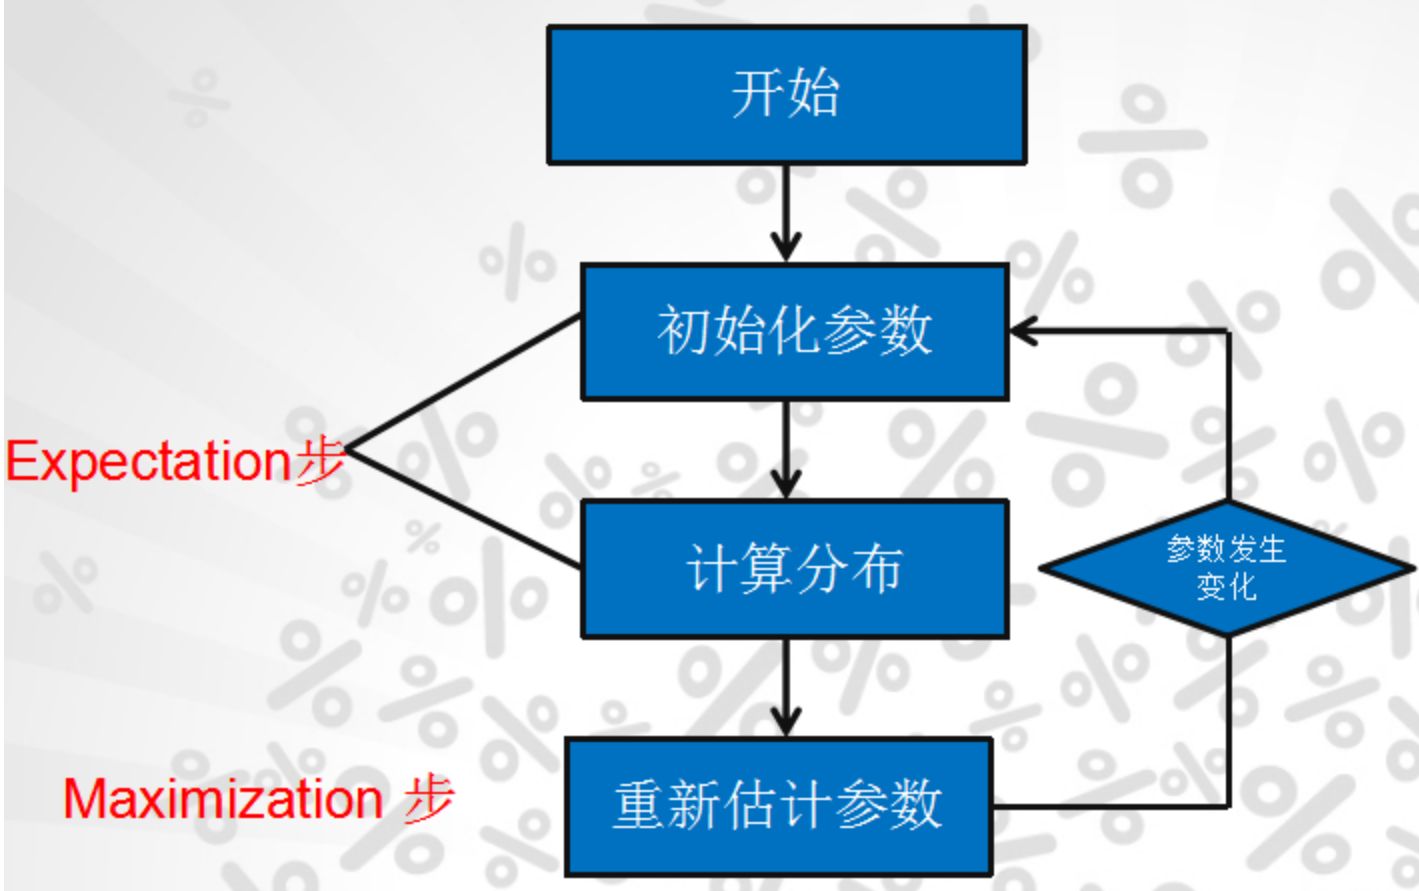 开始
初始化参数
Expectation步
计算分布
参数发生
变化
Maximization 步
重新估计参数